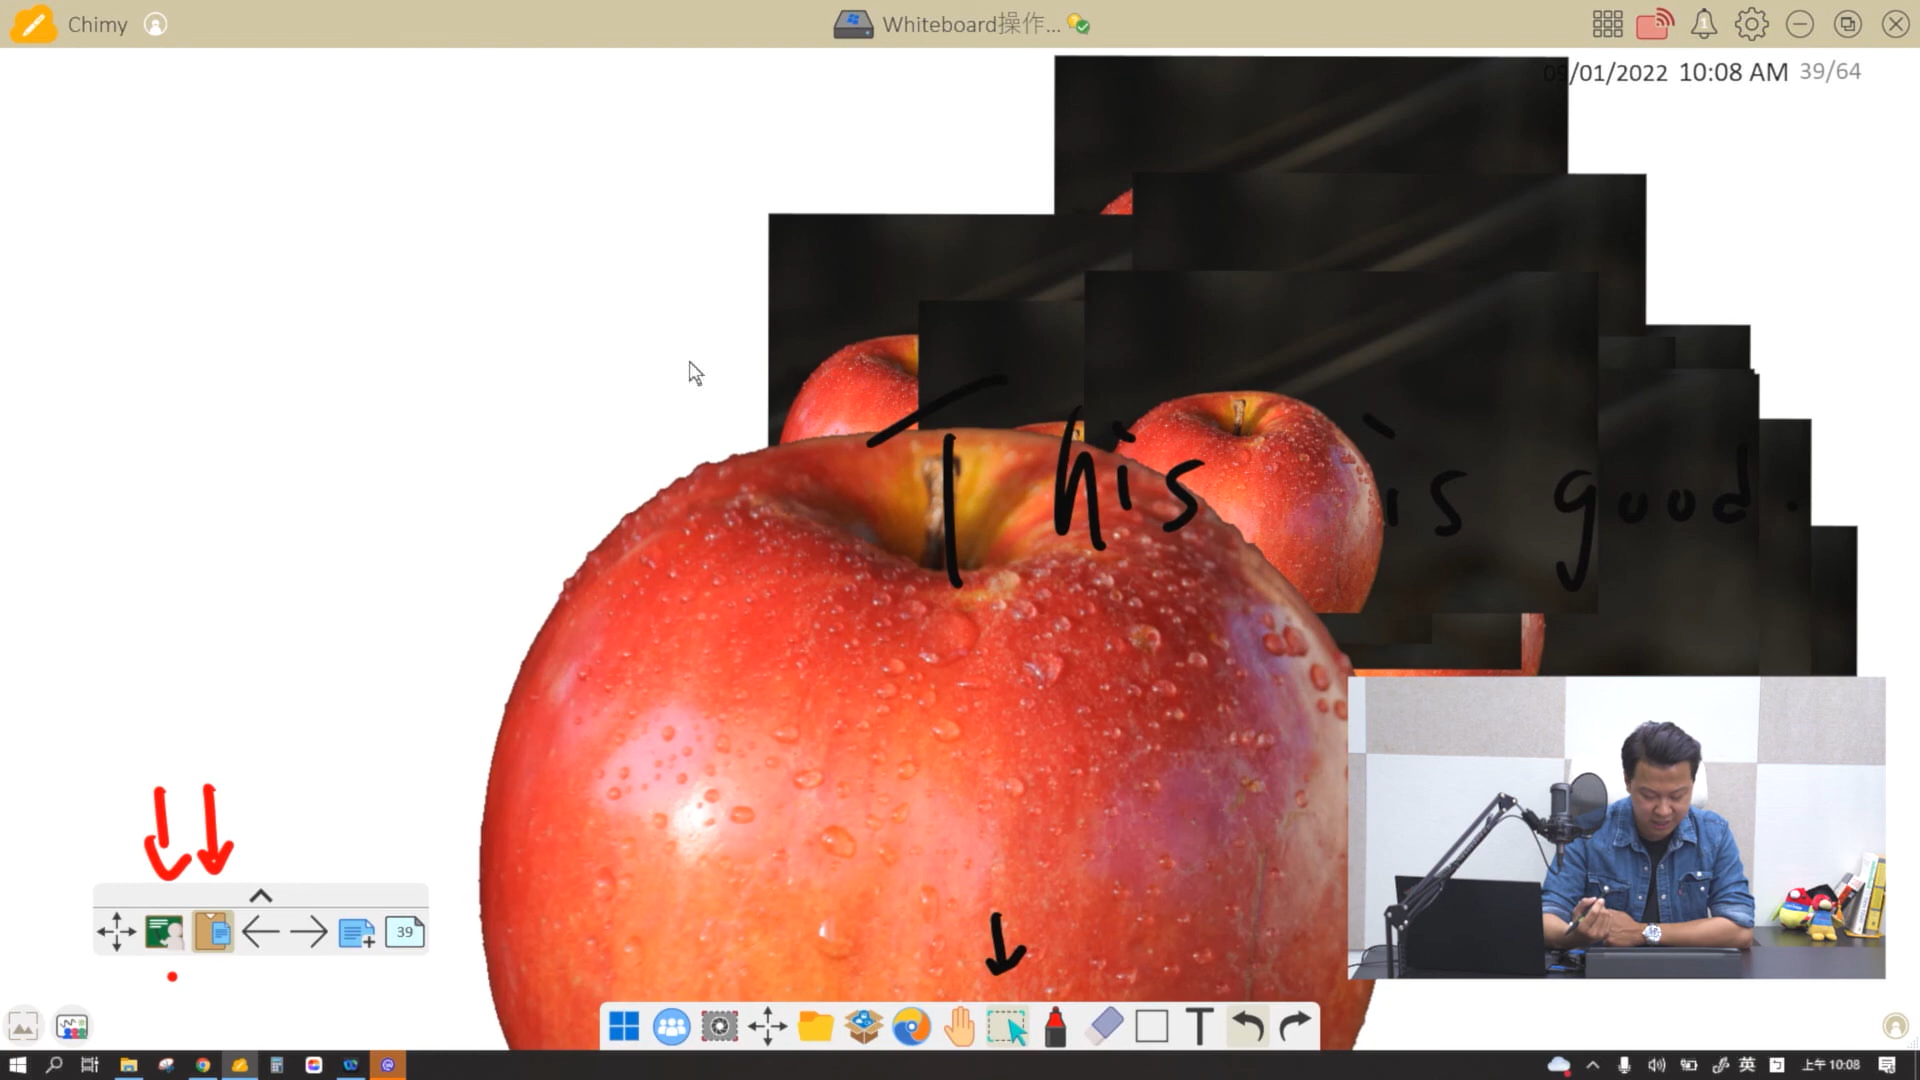 Chimy
Whiteboard操作...
09/01/2022 10:08 AM 39/64
This is good.
39
T
英
上午 10:08